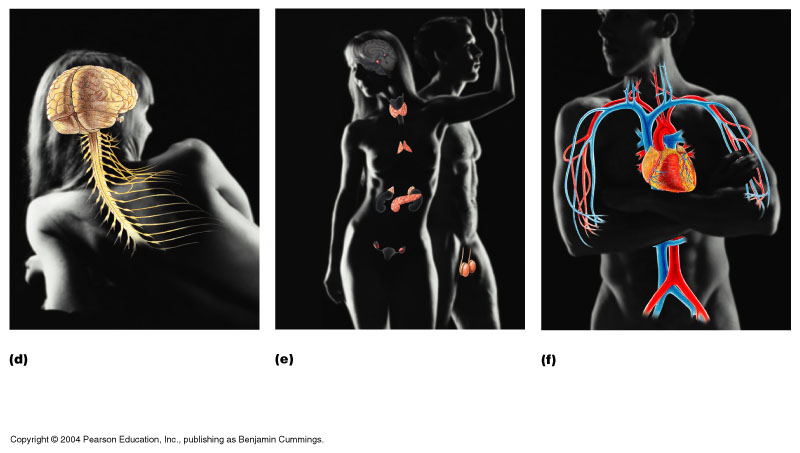 (d) (e) (f)
Copyright © 2004 Pearson Education, Inc., publishing as Benjamin Cummings.